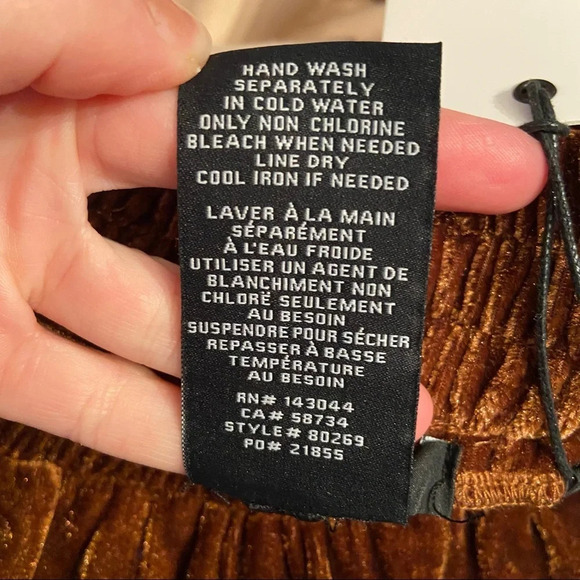 HAND WASH
SEPARATELY
IN COLD WATER
ONLY NON CHLORINE
BLEACH WHEN NEEDED
LINE DRY
COOL IRON IF NEEDED
LAVER À LA MAIN
SÉPARÉMENT
À L'EAU FROIDE
UTILISER UN AGENT DE
BLANCHIMENT NON
CHLORË SEULEMENT
AU BESOIN
SUSPENDRE POUR SÉCHER
REPASSER À BASSE
TEMPÉRATURE
AU BESOIN
RN# 143044
CA# 58734
STYLE# 80269
PO# 21855